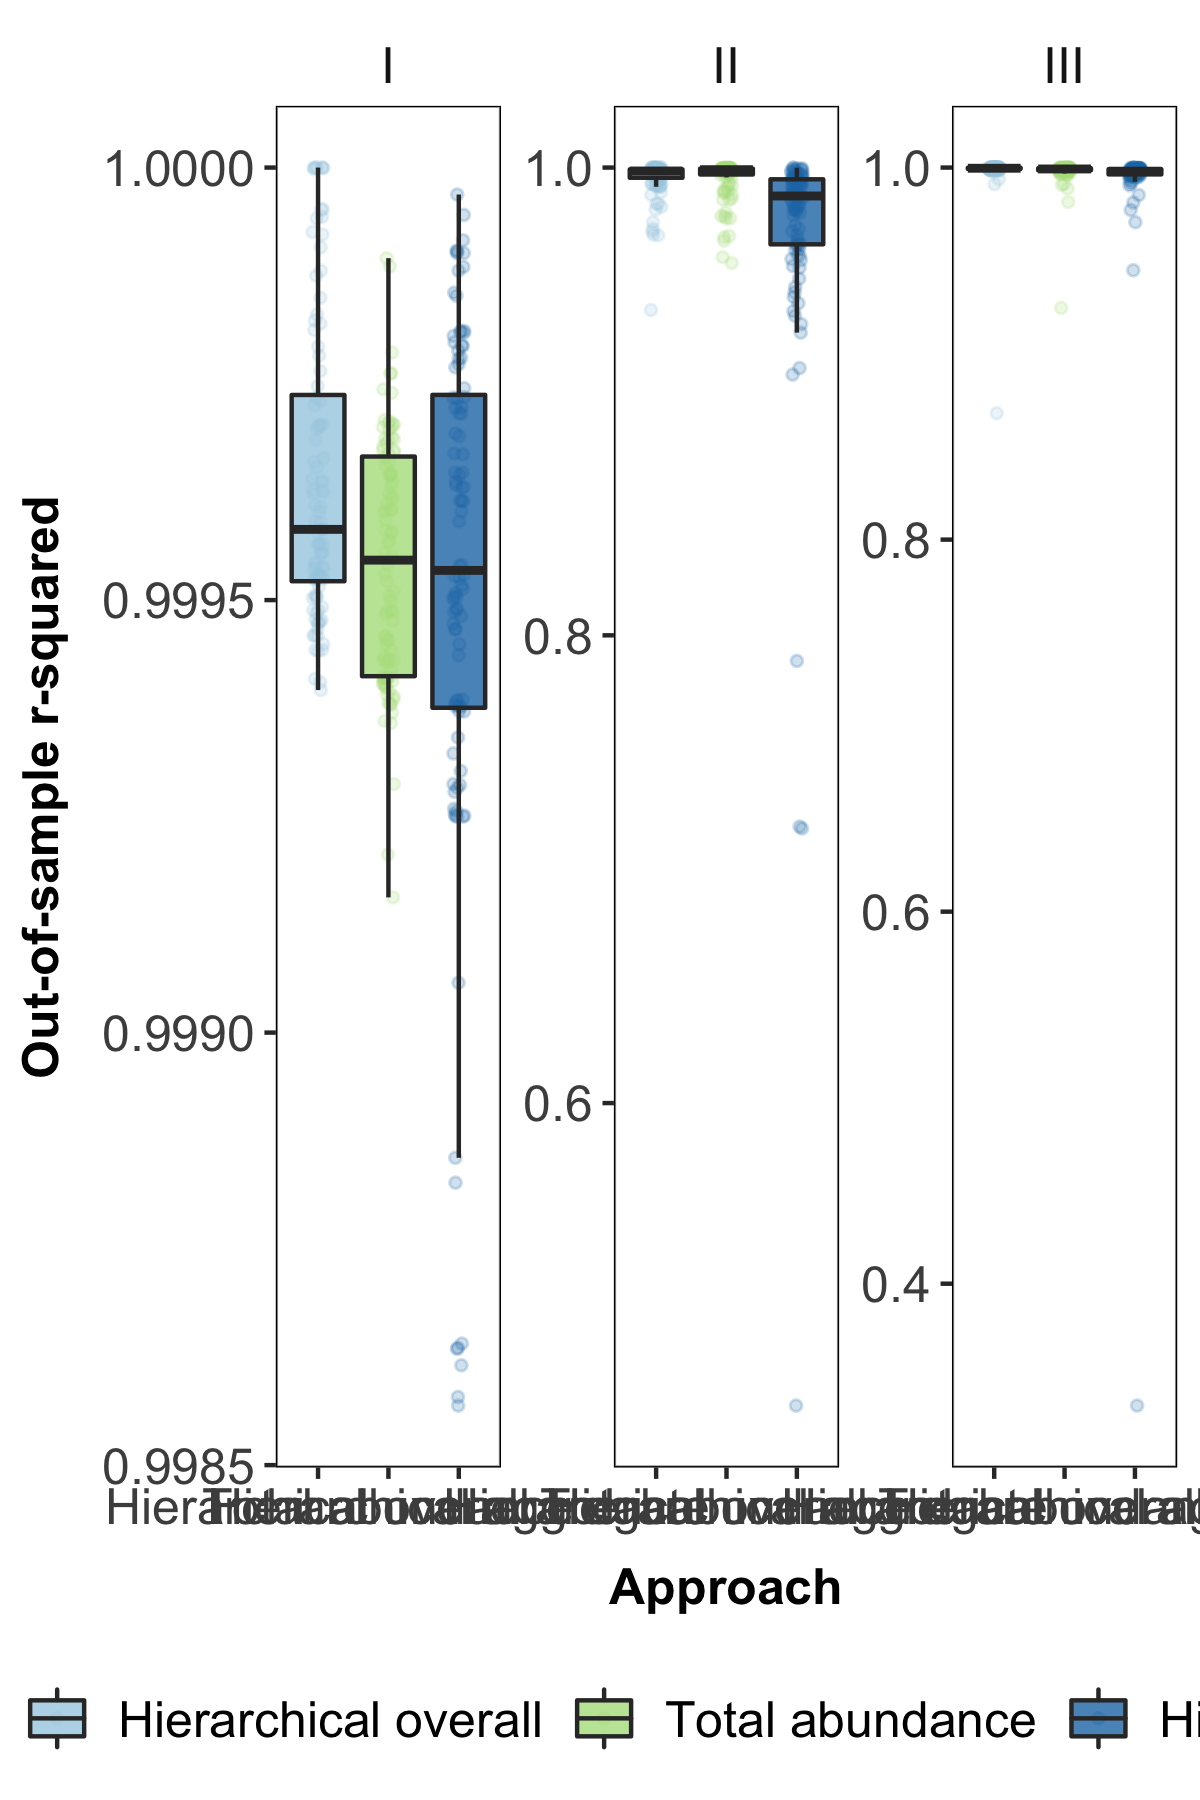 I II III
1.0000 1.0 1.0
0.8
0.9995
0.8
0.6
0.9990
0.6
0.4
0.9985
Out-of-sample r-squared
Approach
Hierarchical overall Total abundance Hi